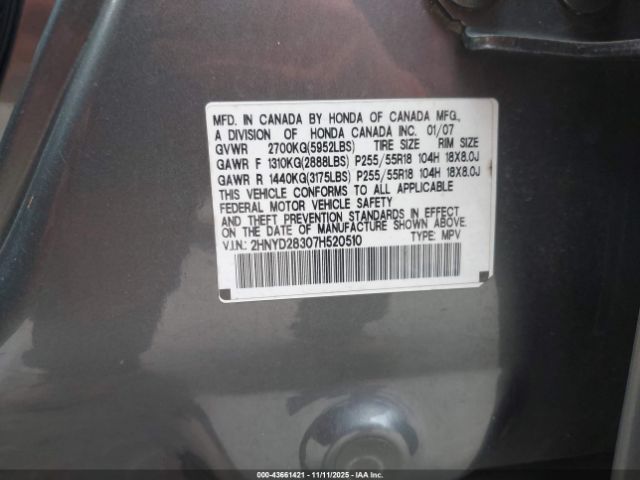 MFD. IN CANADA BY HONDA OF CANADA MFG.,
A DIVISION OF HONDA CANADA INC. 01/07
GVWR 2700KG(5952LBS) TIRE SIZE RIM SIZE
GAWR F 1310KG(2888LBS) P255/55R18 104H 18X8.0J
GAWR R 1440KG(3175LBS) P255/55R18 104H 18X8.0J
THIS VEHICLE CONFORMS TO ALL APPLICABLE
FEDERAL MOTOR VEHICLE SAFETY
AND THEFT PREVENTION STANDARDS IN EFFECT
ON THE DATE OF MANUFACTURE SHOWN ABOVE.
V.I.N.: 2HNYD28307H520510 TYPE: MPV
000-43661421 - 11/11/2025 - IAA Inc.